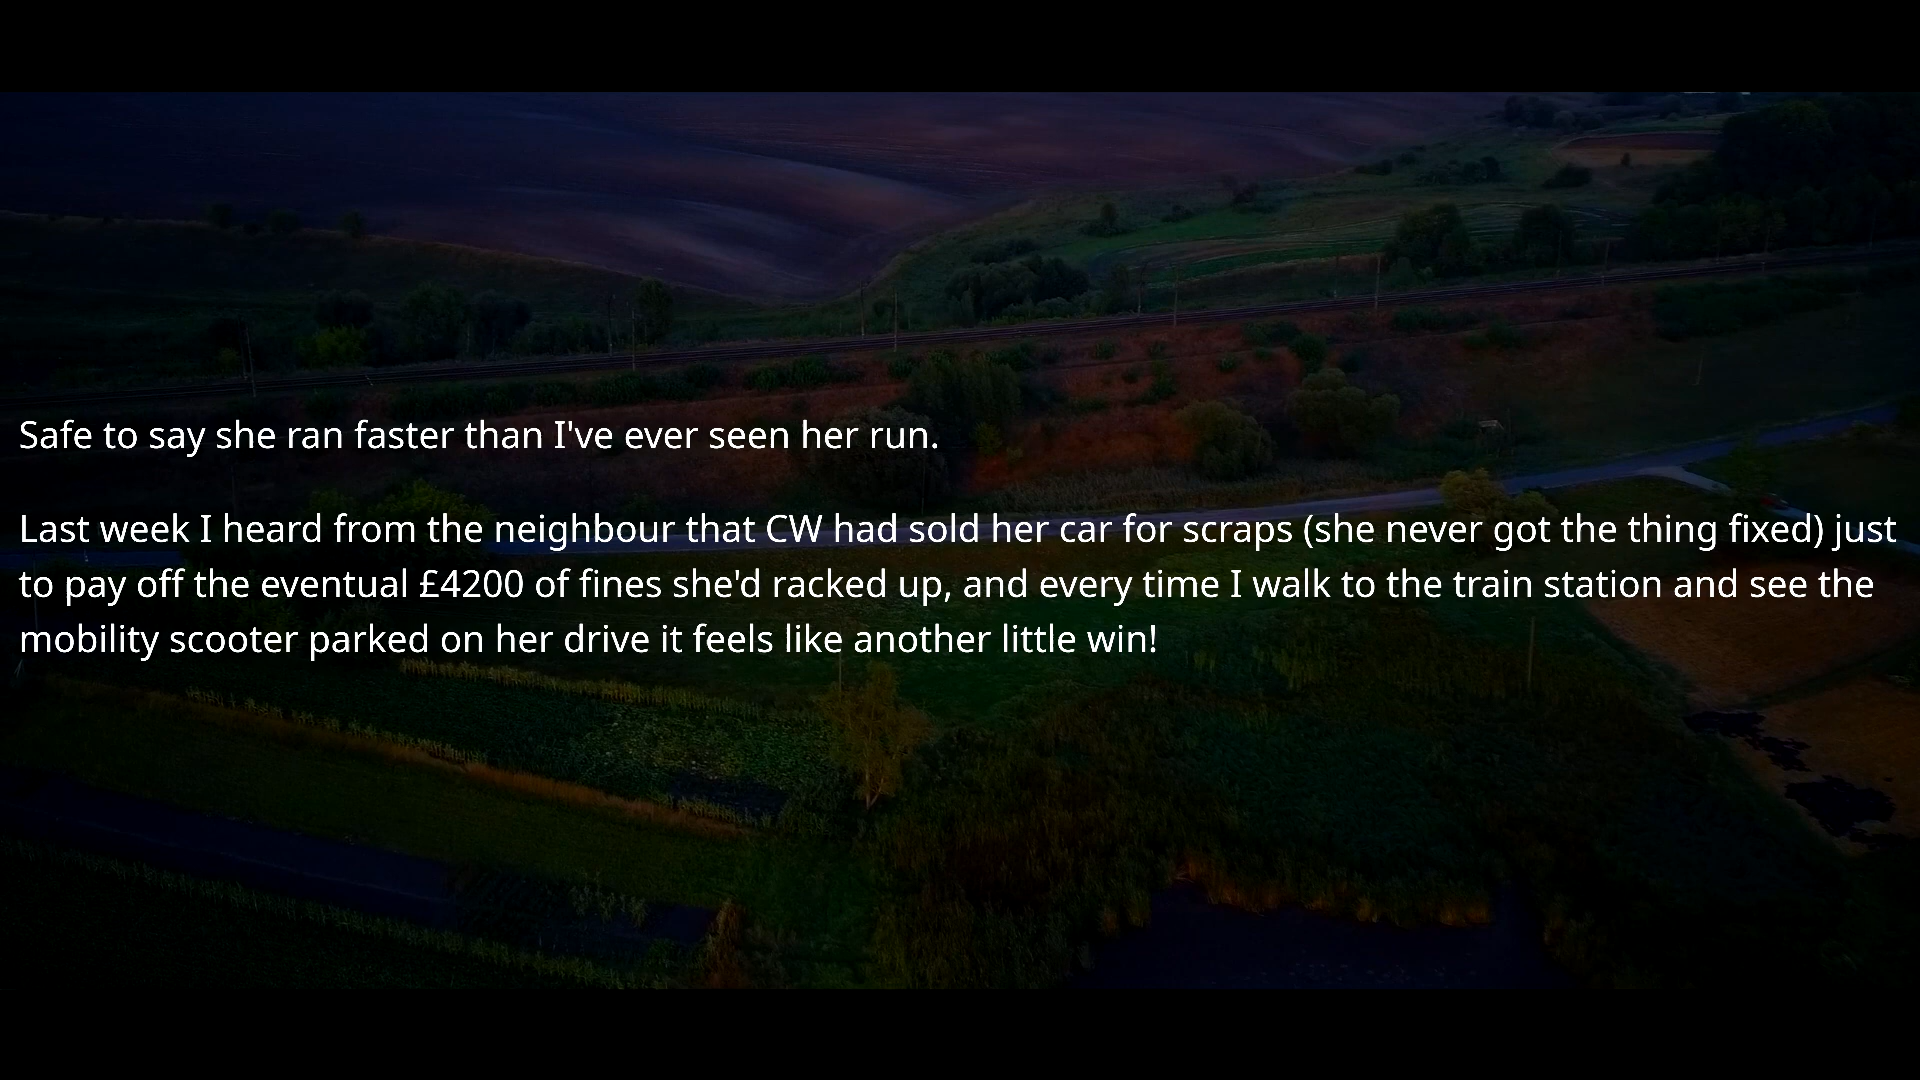 Safe to say she ran faster than I've ever seen her run.
Last week I heard from the neighbour that CW had sold her car for scraps (she never got the thing fixed) just
to pay off the eventual £4200 of fines she'd racked up, and every time I walk to the train station and see the
mobility scooter parked on her drive it feels like another little win!